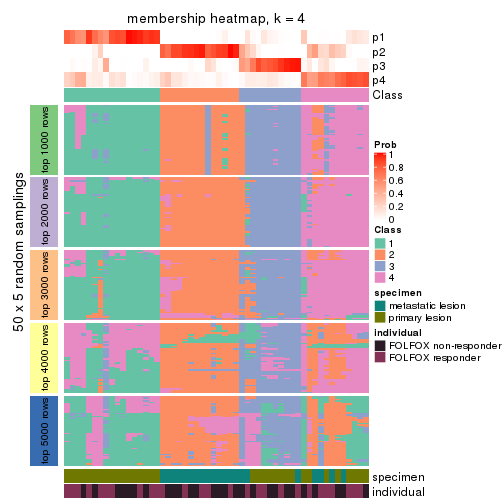 membership heatmap, k = 4
p1
p2
p3
p4
Class
50 x 5 random samplings
top 1000 rows
top 2000 rows
top 3000 rows
top 4000 rows
top 5000 rows
specimen
individual
Prob
1
0.8
0.6
0.4
0.2
0
Class
1
2
3
4
specimen
metastatic lesion
primary lesion
individual
FOLFOX non-responder
FOLFOX responder